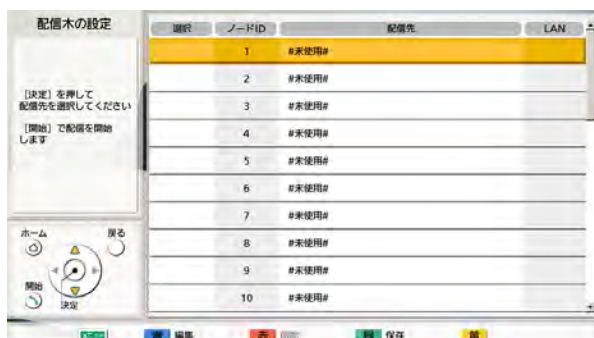 配信木の設定
選択 ノードID 配信先 LAN
[決定] を押して
配信先を選択してください
[開始] で配信を開始
します
1 #未使用#
2 #未使用#
3 #未使用#
4 #未使用#
5 #未使用#
6 #未使用#
7 #未使用#
8 #未使用#
9 #未使用#
10 #未使用#
ホーム 戻る
開始 決定
青 編集 赤 緑 保存 黄